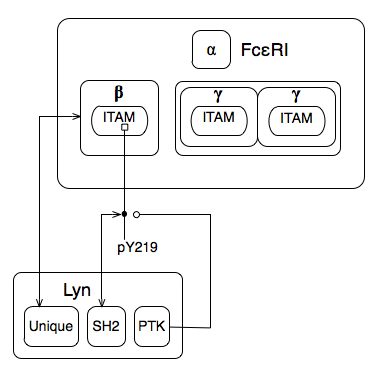 α FcεRI
β γ γ
ITAM ITAM ITAM
pY219
Lyn
Unique SH2 PTK